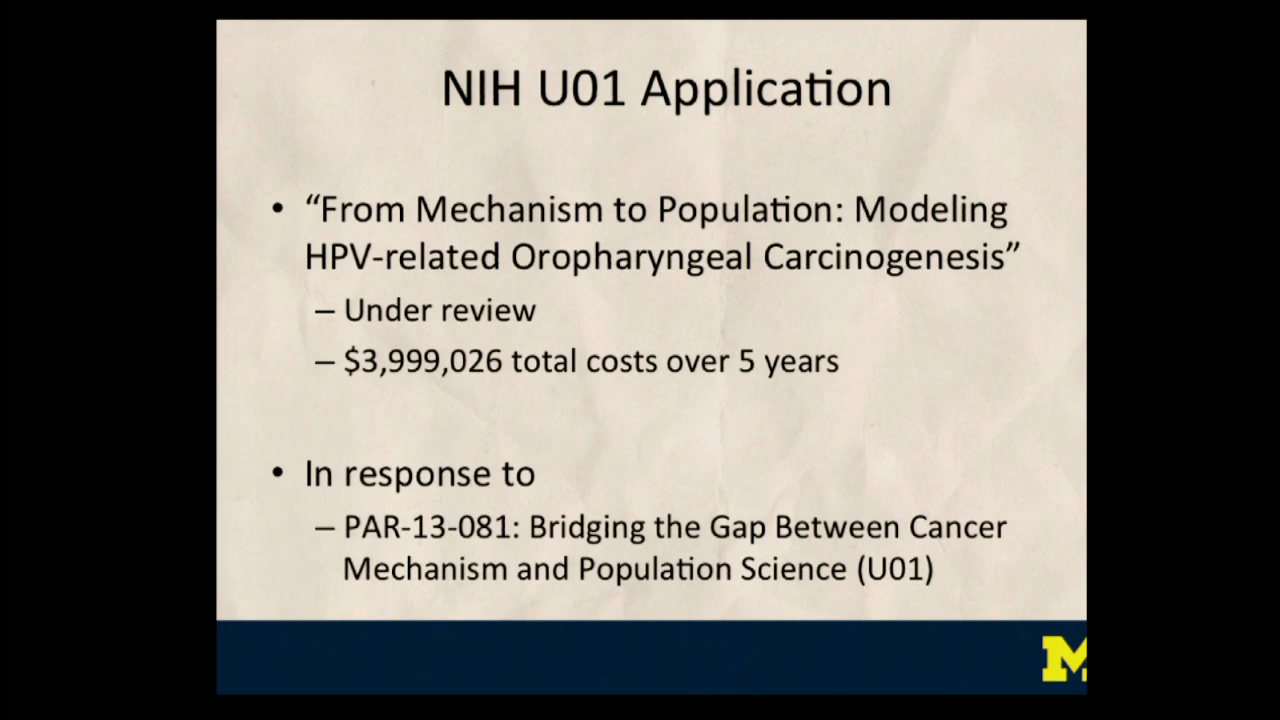 NIH U01 Application
• “From Mechanism to Population: Modeling
HPV-related Oropharyngeal Carcinogenesis”
– Under review
– $3,999,026 total costs over 5 years
• In response to
– PAR-13-081: Bridging the Gap Between Cancer
Mechanism and Population Science (U01)
M